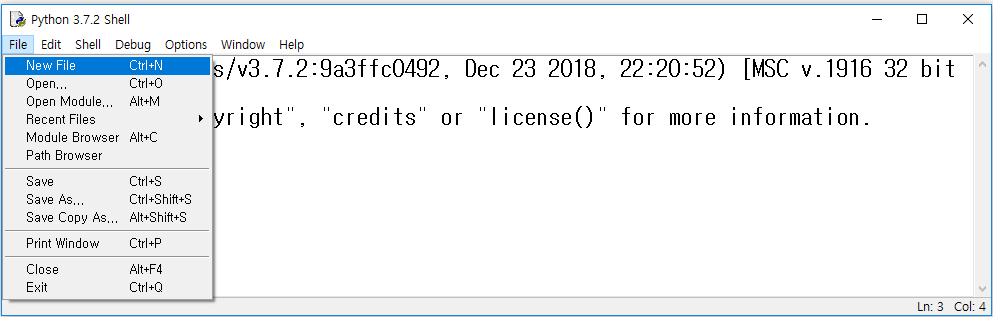 Python 3.7.2 Shell
File Edit Shell Debug Options Window Help
New File Ctrl+N
s/v3.7.2:9a3ffc0492, Dec 23 2018, 22:20:52) [MSC v.1916 32 bit
Open... Ctrl+O
Open Module... Alt+M
yright", "credits" or "license()" for more information.
Recent Files
Module Browser Alt+C
Path Browser
Save Ctrl+S
Save As... Ctrl+Shift+S
Save Copy As... Alt+Shift+S
Print Window Ctrl+P
Close Alt+F4
Exit Ctrl+Q
Ln: 3 Col: 4